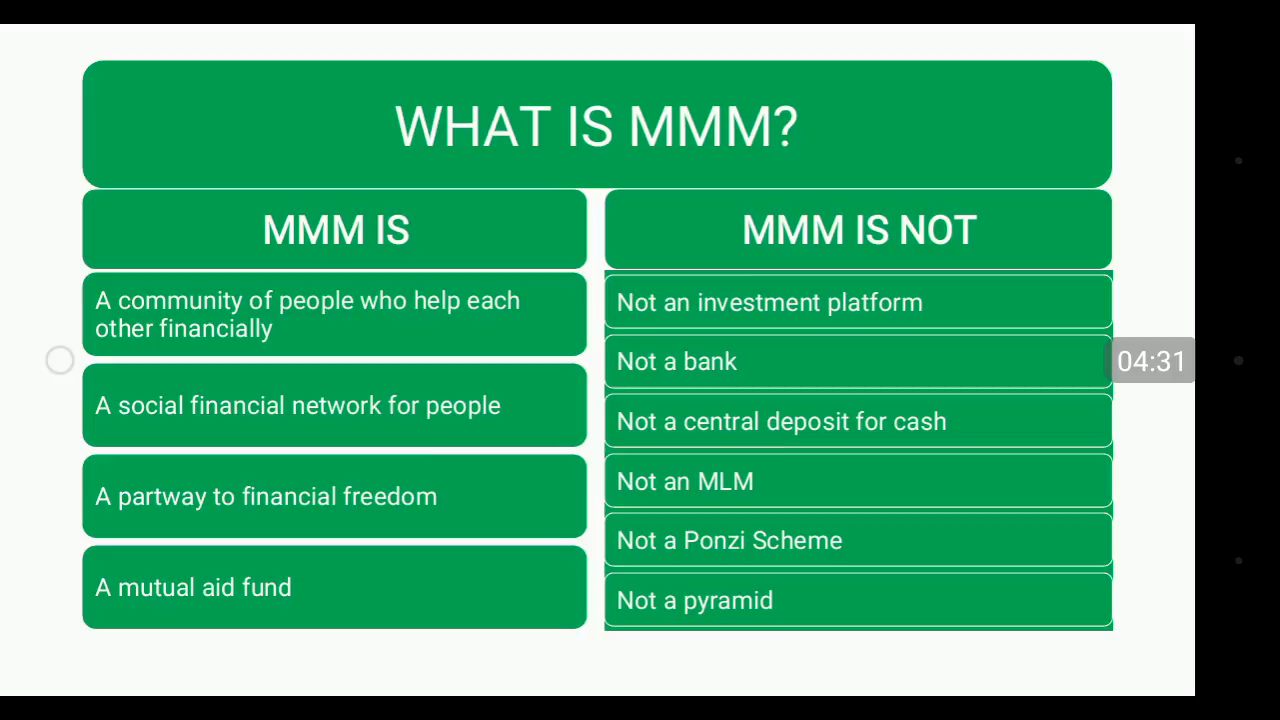 WHAT IS MMM?
MMM IS
A community of people who help each
other financially
A social financial network for people
A partway to financial freedom
A mutual aid fund
MMM IS NOT
Not an investment platform
Not a bank
Not a central deposit for cash
Not an MLM
Not a Ponzi Scheme
Not a pyramid
04:31